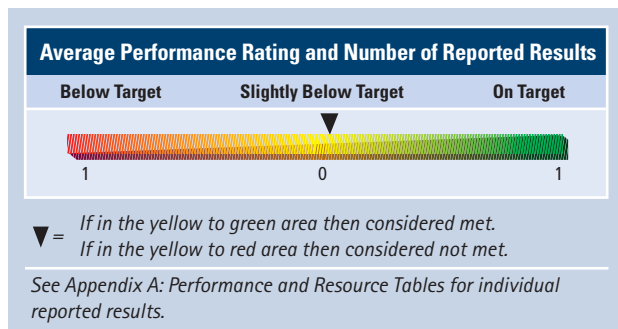 Average Performance Rating and Number of Reported Results
Below Target Slightly Below Target On Target
1 0 1
▼ = If in the yellow to green area then considered met.
If in the yellow to red area then considered not met.
See Appendix A: Performance and Resource Tables for individual
reported results.